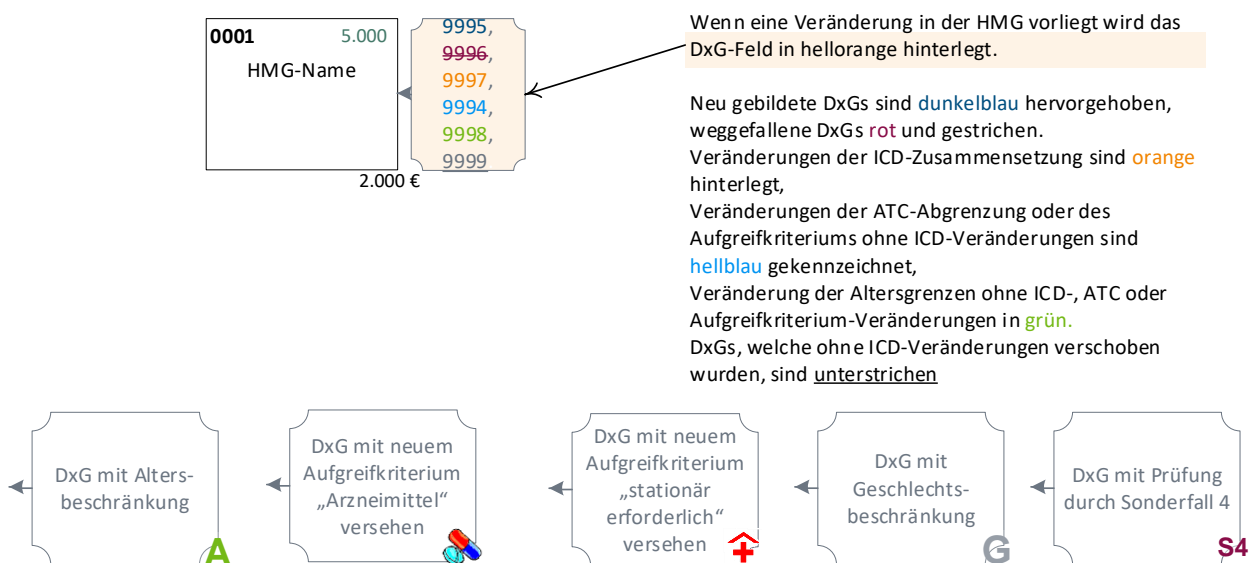 0001 5.000
HMG-Name
2.000 €
9995,
9996,
9997,
9994,
9998,
9999
Wenn eine Veränderung in der HMG vorliegt wird das
DxG-Feld in hellorange hinterlegt.
Neu gebildete DxGs sind dunkelblau hervorgehoben,
weggefallene DxGs rot und gestrichen.
Veränderungen der ICD-Zusammensetzung sind orange
hinterlegt,
Veränderungen der ATC-Abgrenzung oder des
Aufgreifkriteriums ohne ICD-Veränderungen sind
hellblau gekennzeichnet,
Veränderung der Altersgrenzen ohne ICD-, ATC oder
Aufgreifkriterium-Veränderungen in grün.
DxGs, welche ohne ICD-Veränderungen verschoben
wurden, sind unterstrichen
DxG mit Alters-
beschränkung
A
DxG mit neuem
Aufgreifkriterium
„Arzneimittel“
versehen
DxG mit neuem
Aufgreifkriterium
„stationär
erforderlich“
versehen
DxG mit
Geschlechts-
beschränkung
G
DxG mit Prüfung
durch Sonderfall 4
S4